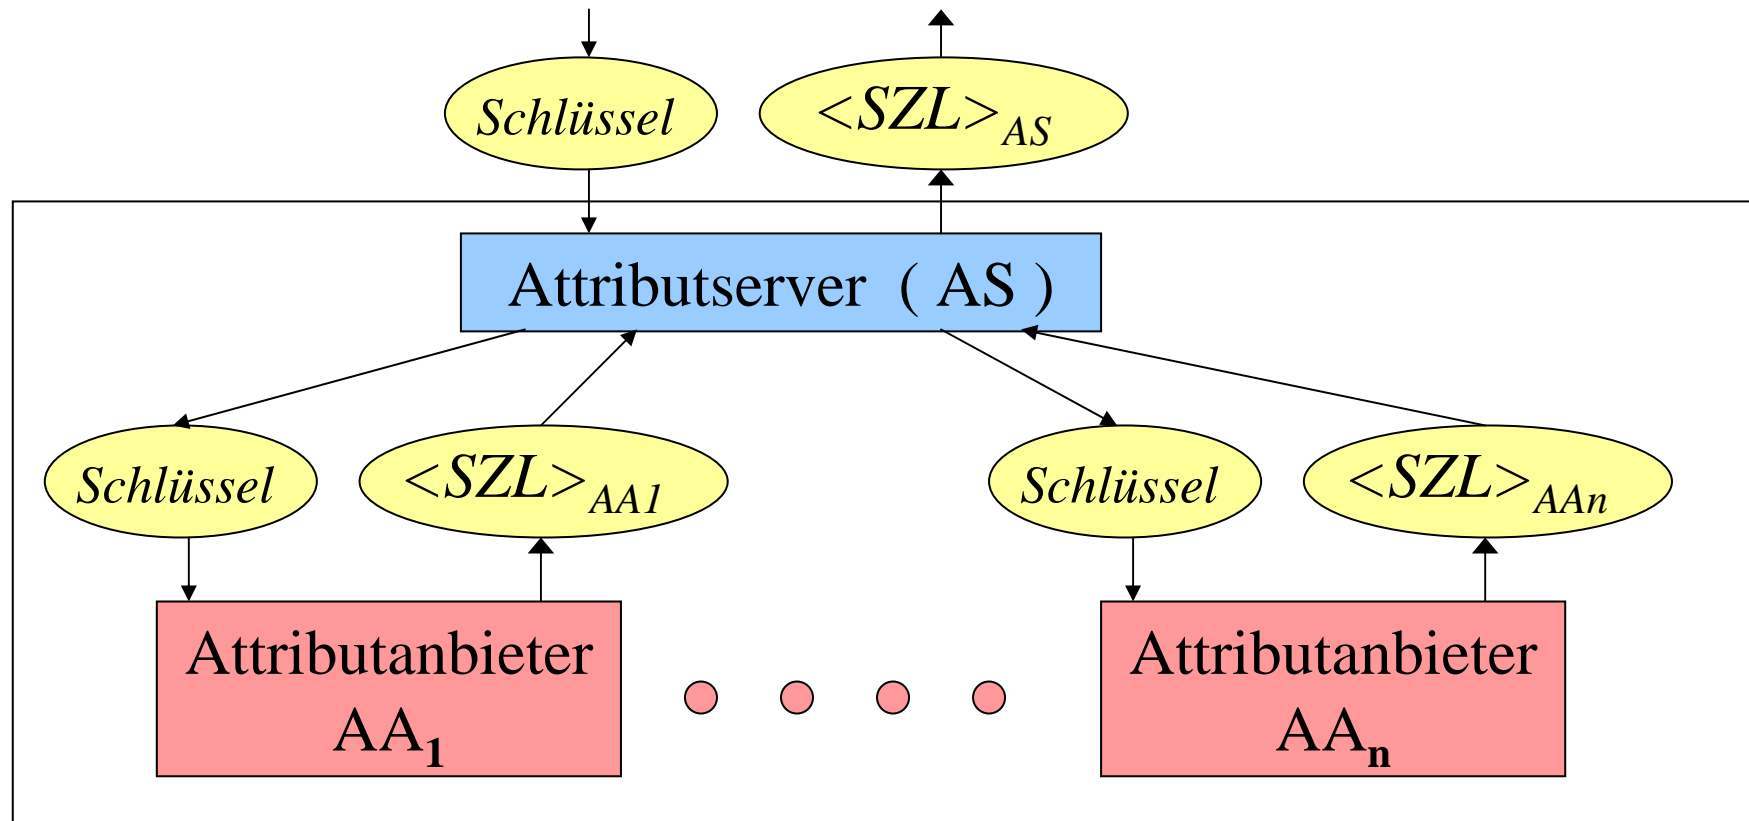 Schlüssel
<SZL>AS
Attributserver ( AS )
Schlüssel
<SZL>AA1
Schlüssel
<SZL>AAn
Attributanbieter
AA1
Attributanbieter
AAn